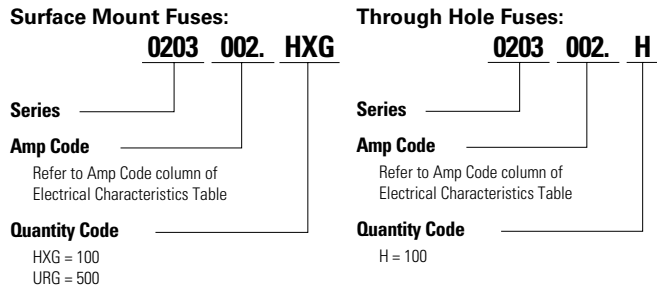 Surface Mount Fuses:
0203 002. HXG
Series
Amp Code
Refer to Amp Code column of
Electrical Characteristics Table
Quantity Code
HXG = 100
URG = 500
Through Hole Fuses:
0203 002. H
Series
Amp Code
Refer to Amp Code column of
Electrical Characteristics Table
Quantity Code
H = 100